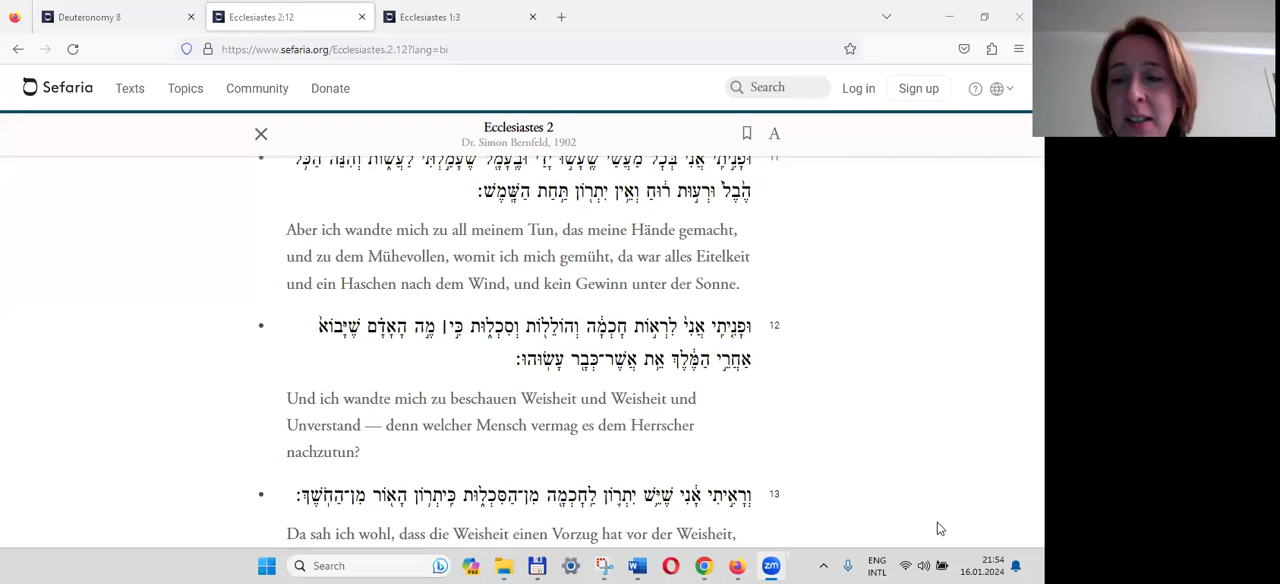 Deuteronomy 8
Ecclesiastes 2:12
Ecclesiastes 1:3
https://www.sefaria.org/Ecclesiastes.2.12?lang=bi
Sefaria Texts Topics Community Donate Search Log in Sign up
Ecclesiastes 2
Dr. Simon Bernfeld, 1902
A
וּפָנִ֣יתִי אֲנִ֗י בְּכׇל־מַעֲשַׂי֙ שֶֽׁעָשׂ֣וּ יָדַ֔י וּבֶֽעָמָ֖ל שֶׁעָמַ֣לְתִּי לַעֲשׂ֑וֹת וְהִנֵּ֨ה הַכֹּ֥ל
הֶ֙בֶל֙ וּרְע֣וּת ר֔וּחַ וְאֵ֥ין יִתְר֖וֹן תַּ֥חַת הַשָּֽׁמֶשׁ׃
11
Aber ich wandte mich zu all meinem Tun, das meine Hände gemacht,
und zu dem Mühevollen, womit ich mich gemüht, da war alles Eitelkeit
und ein Haschen nach dem Wind, und kein Gewinn unter der Sonne.
וּפָנִ֤יתִֽי אֲנִי֙ לִרְא֣וֹת חׇכְמָ֔ה וְהוֹלֵל֖וֹת וְסִכְל֑וּת כִּ֣י ׀ מֶ֣ה הָאָדָ֗ם שֶׁיָּבוֹא֙
אַחֲרֵ֣י הַמֶּ֔לֶךְ אֵ֥ת אֲשֶׁר־כְּבָ֖ר עָשֽׂוּהוּ׃
12
Und ich wandte mich zu beschauen Weisheit und Weisheit und
Unverstand — denn welcher Mensch vermag es dem Herrscher
nachzutun?
וְרָאִ֣יתִי אָ֔נִי שֶׁיֵּ֥שׁ יִתְר֛וֹן לַֽחׇכְמָ֖ה מִן־הַסִּכְל֑וּת כִּֽיתְר֥וֹן הָא֖וֹר מִן־הַחֹֽשֶׁךְ׃
13
Da sah ich wohl, dass die Weisheit einen Vorzug hat vor der Weisheit,
Search
ENG
INTL
21:54
16.01.2024